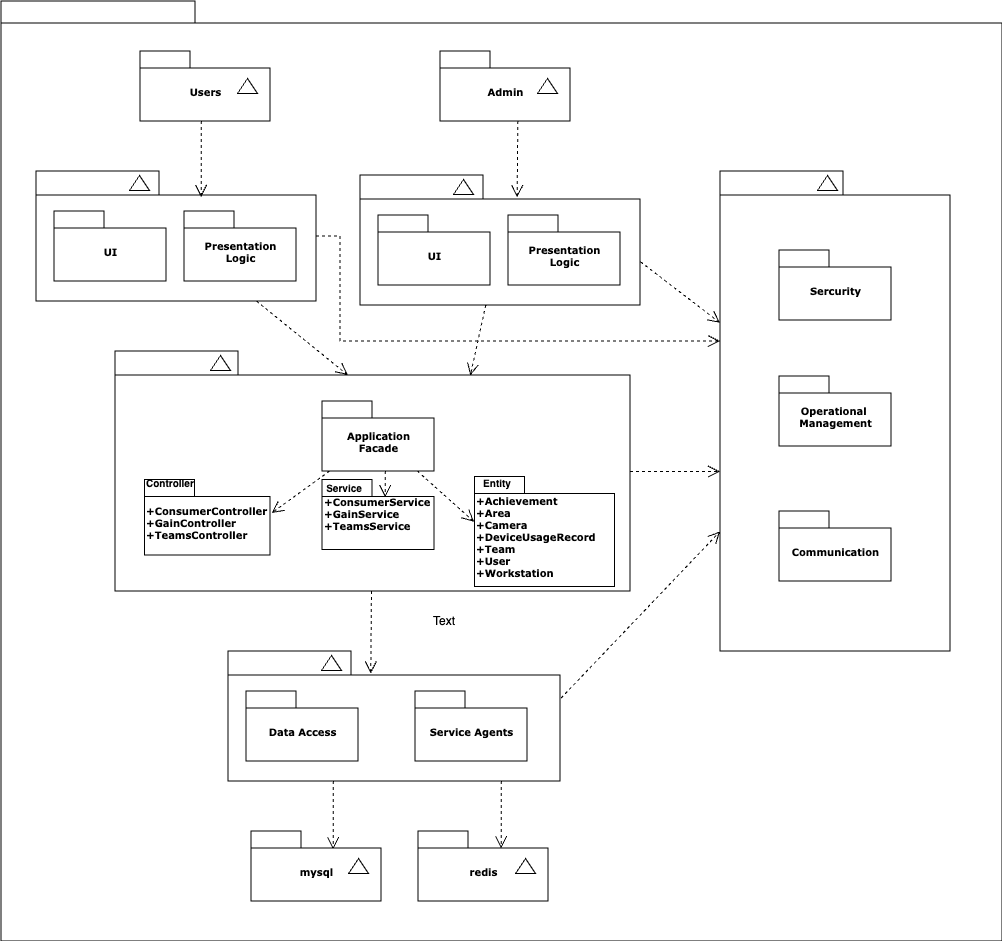 Users
Admin
UI
Presentation
Logic
UI
Presentation
Logic
Sercurity
Operational
Management
Communication
Application
Facade
Controller
+ConsumerController
+GainController
+TeamsController
Service
+ConsumerService
+GainService
+TeamsService
Entity
+Achievement
+Area
+Camera
+DeviceUsageRecord
+Team
+User
+Workstation
Text
Data Access
Service Agents
mysql
redis